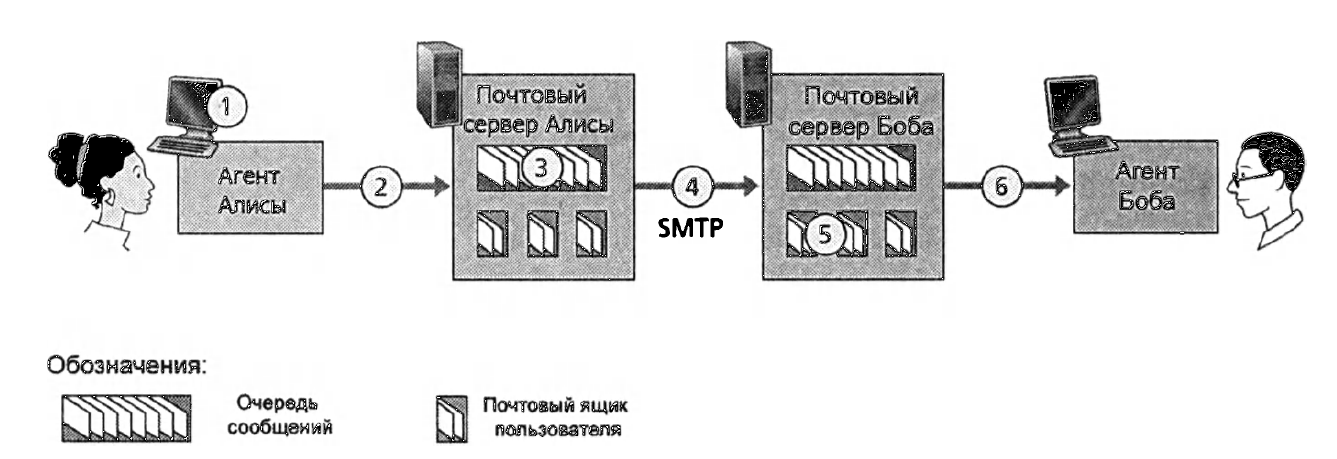 1
Почтовый
сервер Алисы
Почтовый
сервер Боба
Агент
Алисы
2
3
4
SMTP
5
6
Агент
Боба
Обозначения:
Очередь
сообщений
Почтовый ящик
пользователя